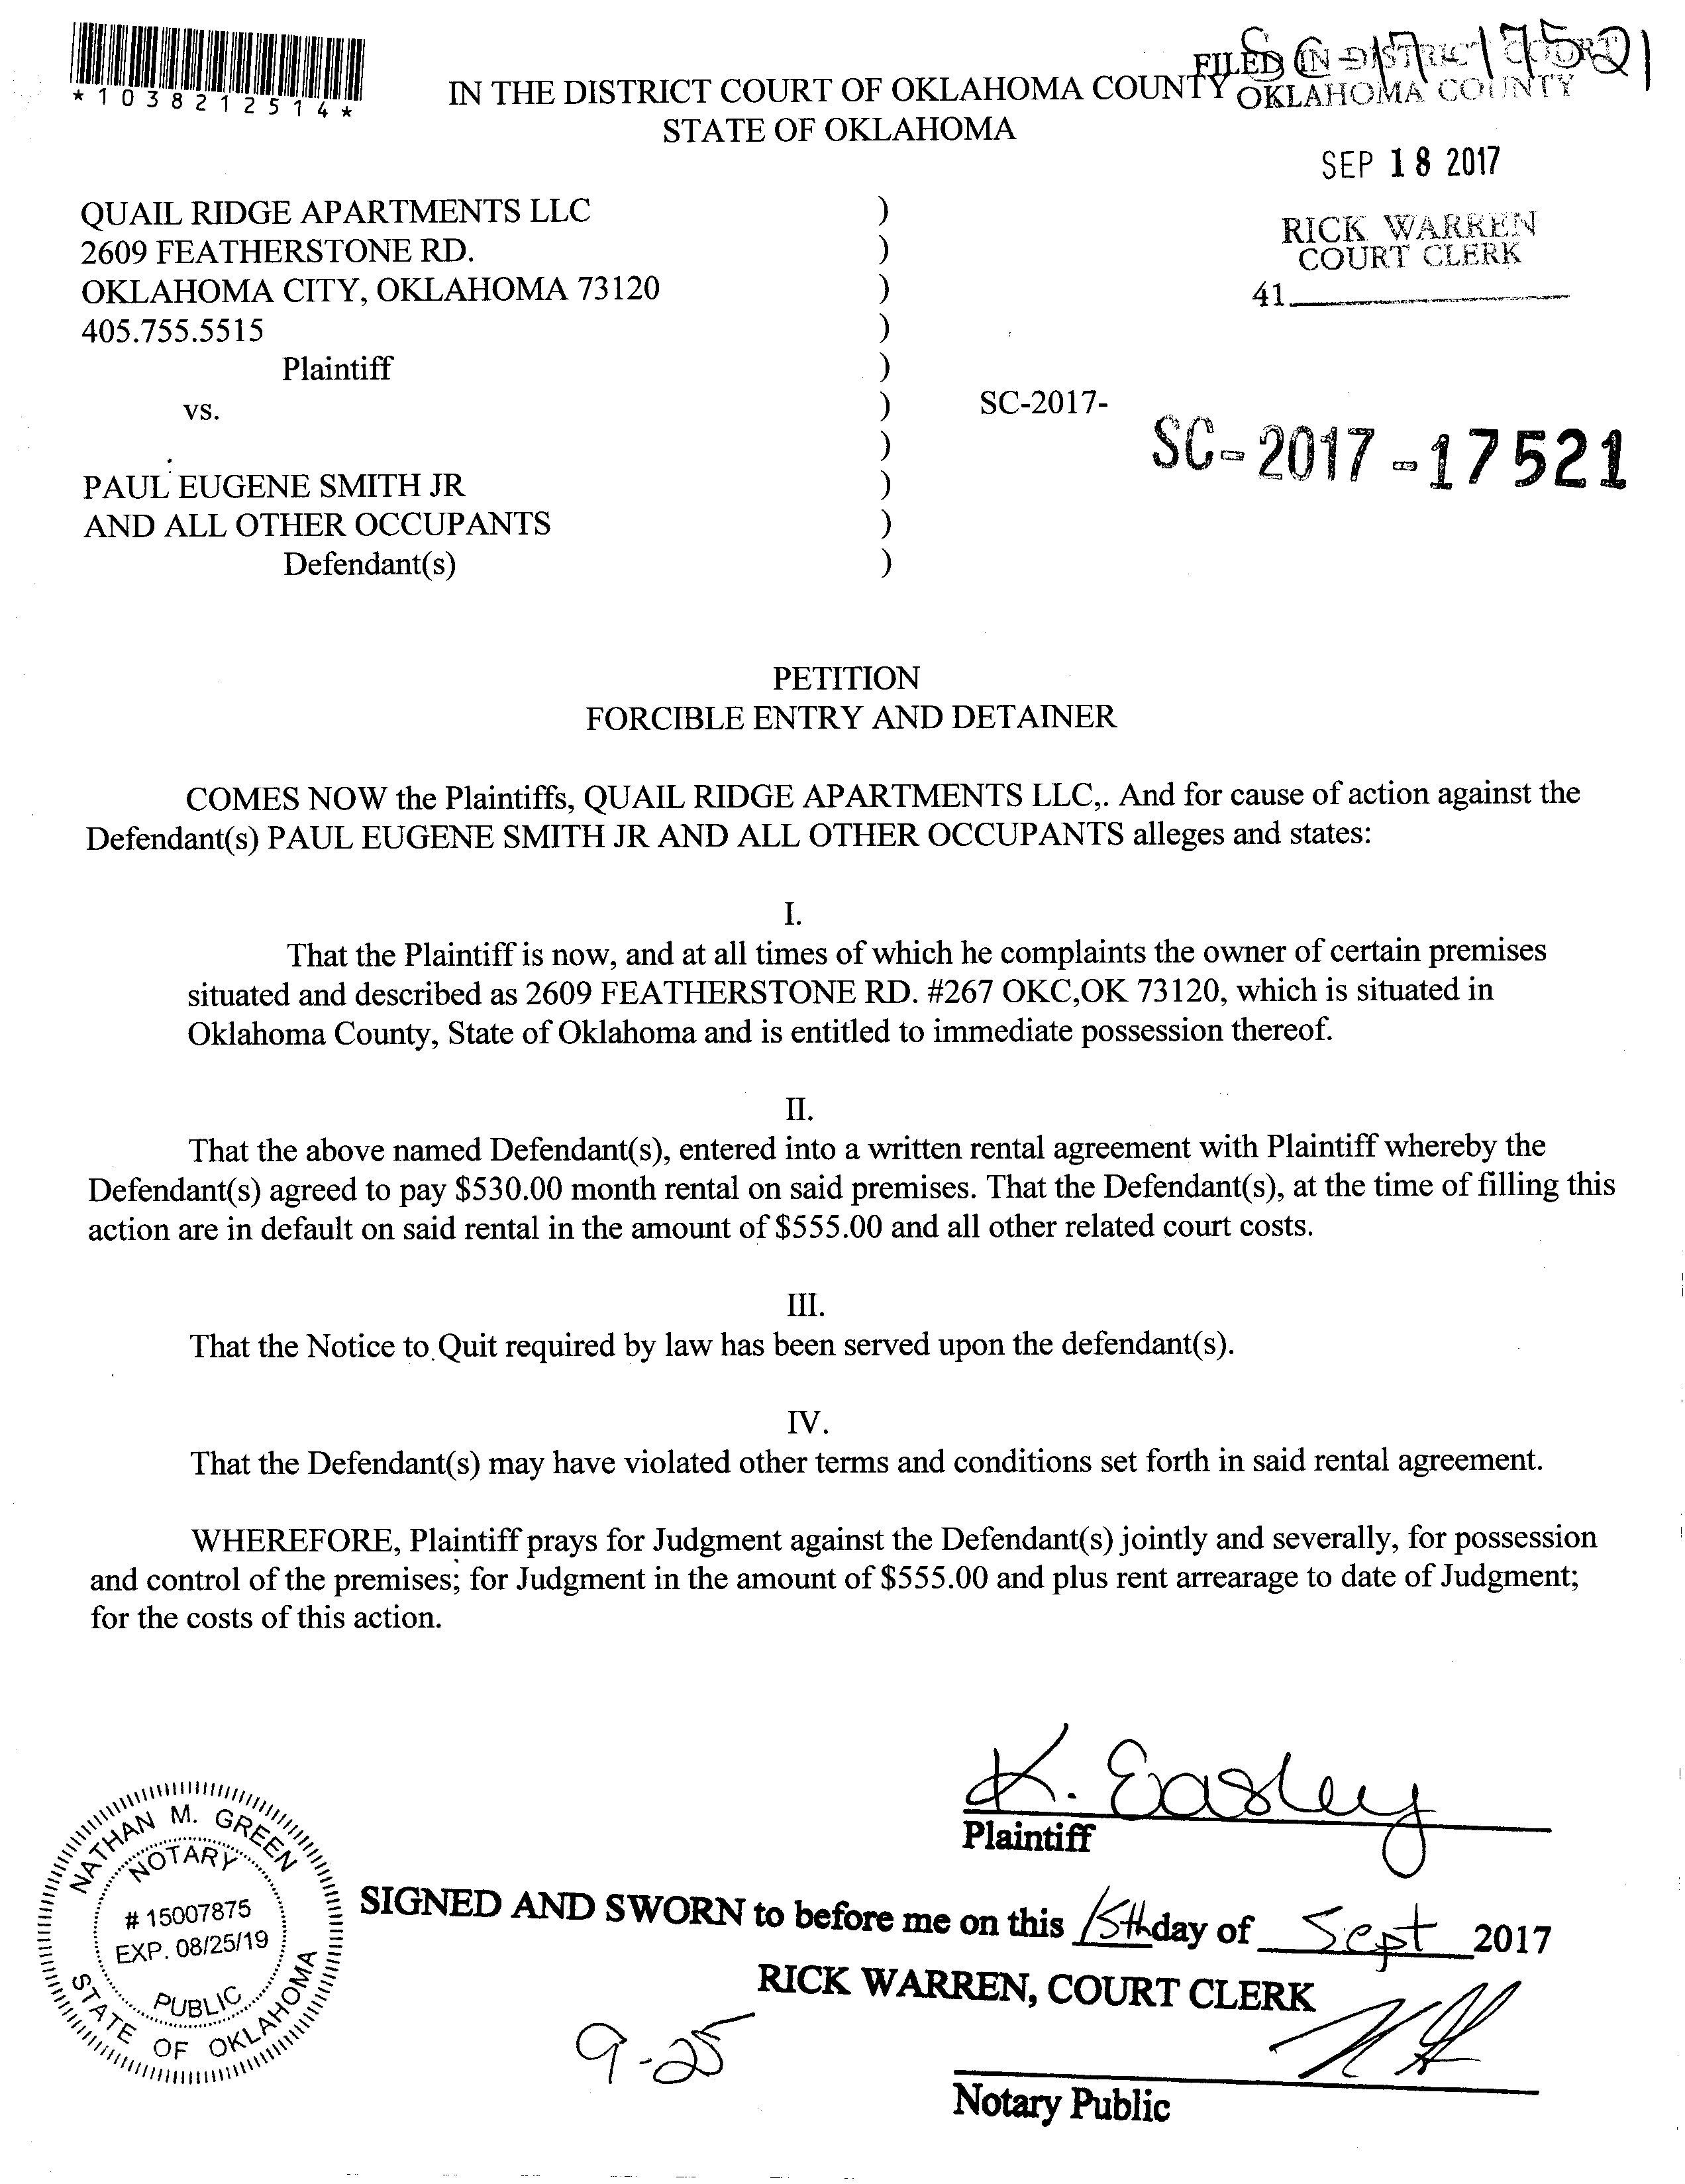 *1038212514*
SC-17-17521
FILED IN DISTRICT COURT
OKLAHOMA COUNTY
IN THE DISTRICT COURT OF OKLAHOMA COUNTY
STATE OF OKLAHOMA
SEP 18 2017
RICK WARREN
COURT CLERK
41
QUAIL RIDGE APARTMENTS LLC )
2609 FEATHERSTONE RD. )
OKLAHOMA CITY, OKLAHOMA 73120 )
405.755.5515 )
Plaintiff )
vs. ) SC-2017-
) SC-2017-17521
PAUL EUGENE SMITH JR )
AND ALL OTHER OCCUPANTS )
Defendant(s) )
PETITION
FORCIBLE ENTRY AND DETAINER
COMES NOW the Plaintiffs, QUAIL RIDGE APARTMENTS LLC,. And for cause of action against the
Defendant(s) PAUL EUGENE SMITH JR AND ALL OTHER OCCUPANTS alleges and states:
I.
That the Plaintiff is now, and at all times of which he complaints the owner of certain premises
situated and described as 2609 FEATHERSTONE RD. #267 OKC,OK 73120, which is situated in
Oklahoma County, State of Oklahoma and is entitled to immediate possession thereof.
II.
That the above named Defendant(s), entered into a written rental agreement with Plaintiff whereby the
Defendant(s) agreed to pay $530.00 month rental on said premises. That the Defendant(s), at the time of filling this
action are in default on said rental in the amount of $555.00 and all other related court costs.
III.
That the Notice to Quit required by law has been served upon the defendant(s).
IV.
That the Defendant(s) may have violated other terms and conditions set forth in said rental agreement.
WHEREFORE, Plaintiff prays for Judgment against the Defendant(s) jointly and severally, for possession
and control of the premises; for Judgment in the amount of $555.00 and plus rent arrearage to date of Judgment;
for the costs of this action.
K. Easley
Plaintiff
NATHAN M. GREEN
NOTARY
# 15007875
EXP. 08/25/19
PUBLIC
STATE OF OKLAHOMA
SIGNED AND SWORN to before me on this 15th day of Sept 2017
RICK WARREN, COURT CLERK
9-25
Notary Public